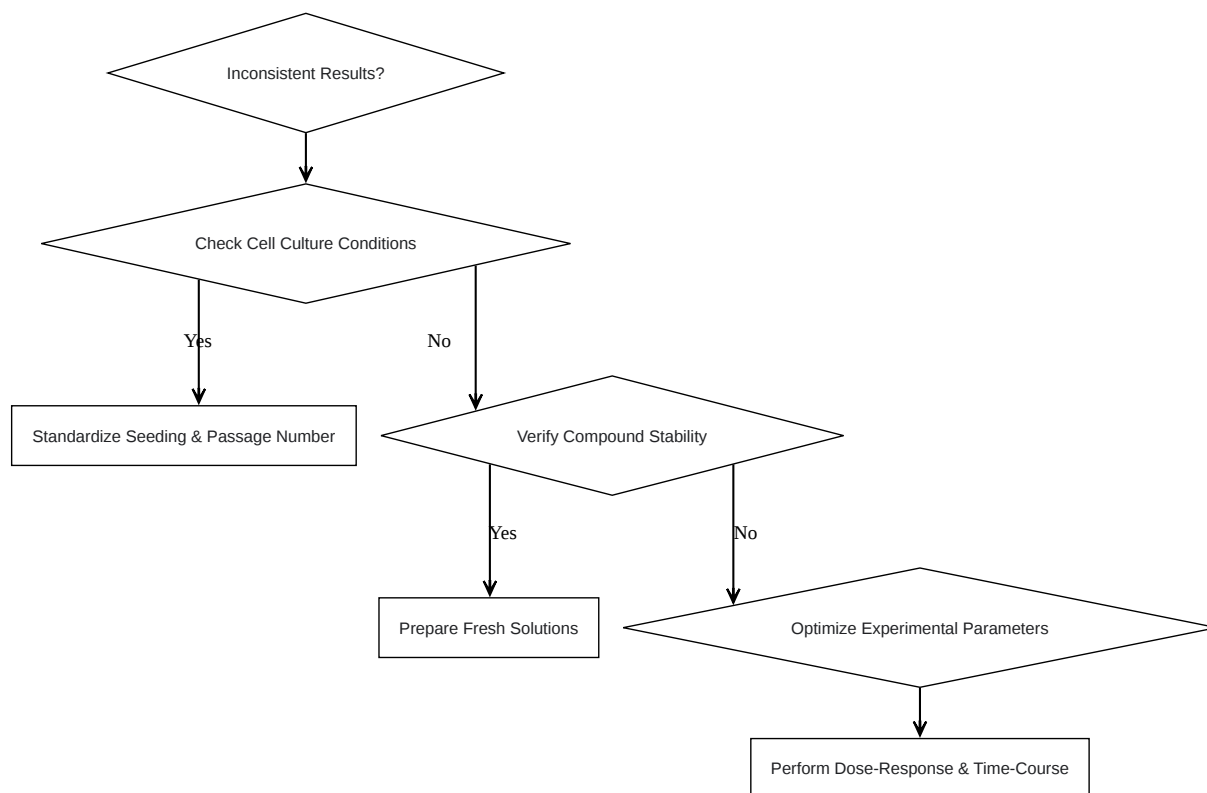 Inconsistent Results?
Check Cell Culture Conditions
Yes
No
Standardize Seeding & Passage Number
Verify Compound Stability
Yes
No
Prepare Fresh Solutions
Optimize Experimental Parameters
Perform Dose-Response & Time-Course